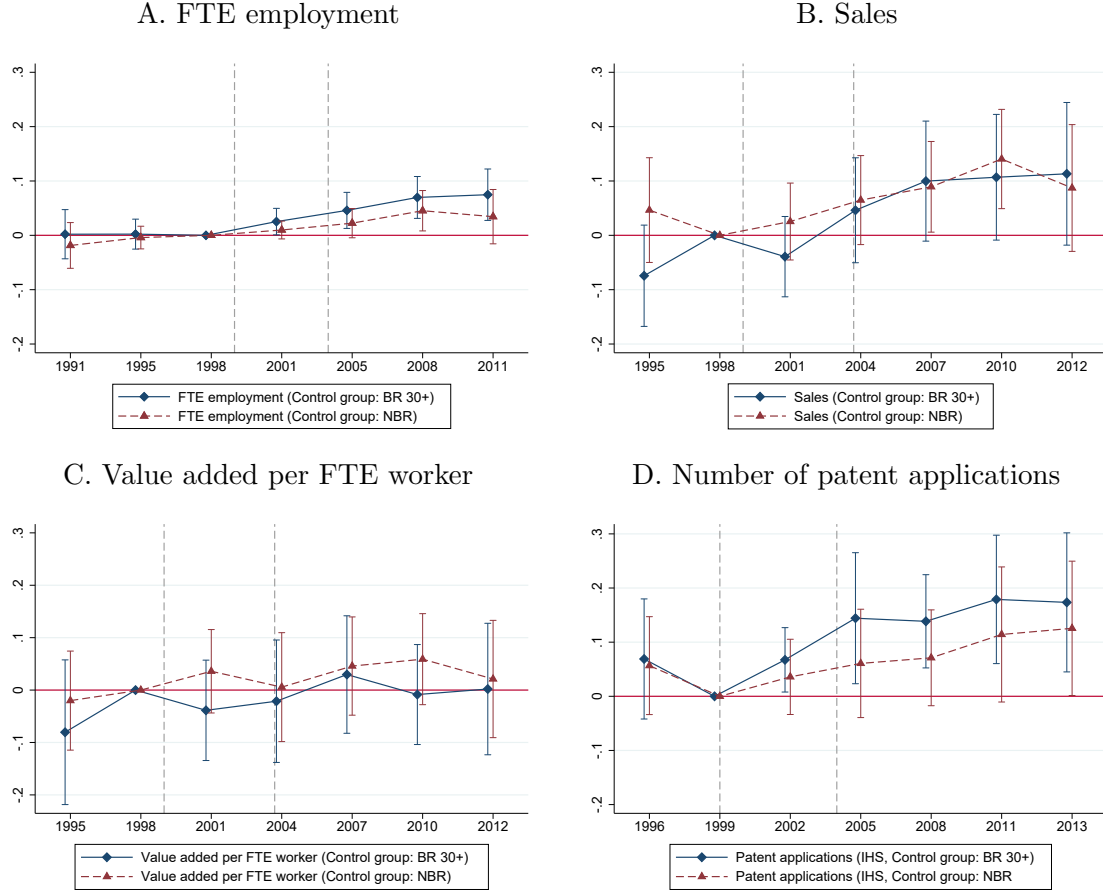 A. FTE employment
.3
.2
.1
0
-.1
-.2
1991 1995 1998 2001 2005 2008 2011
FTE employment (Control group: BR 30+)
FTE employment (Control group: NBR)
B. Sales
.3
.2
.1
0
-.1
-.2
1995 1998 2001 2004 2007 2010 2012
Sales (Control group: BR 30+)
Sales (Control group: NBR)
C. Value added per FTE worker
.3
.2
.1
0
-.1
-.2
1995 1998 2001 2004 2007 2010 2012
Value added per FTE worker (Control group: BR 30+)
Value added per FTE worker (Control group: NBR)
D. Number of patent applications
.3
.2
.1
0
-.1
-.2
1996 1999 2002 2005 2008 2011 2013
Patent applications (IHS, Control group: BR 30+)
Patent applications (IHS, Control group: NBR